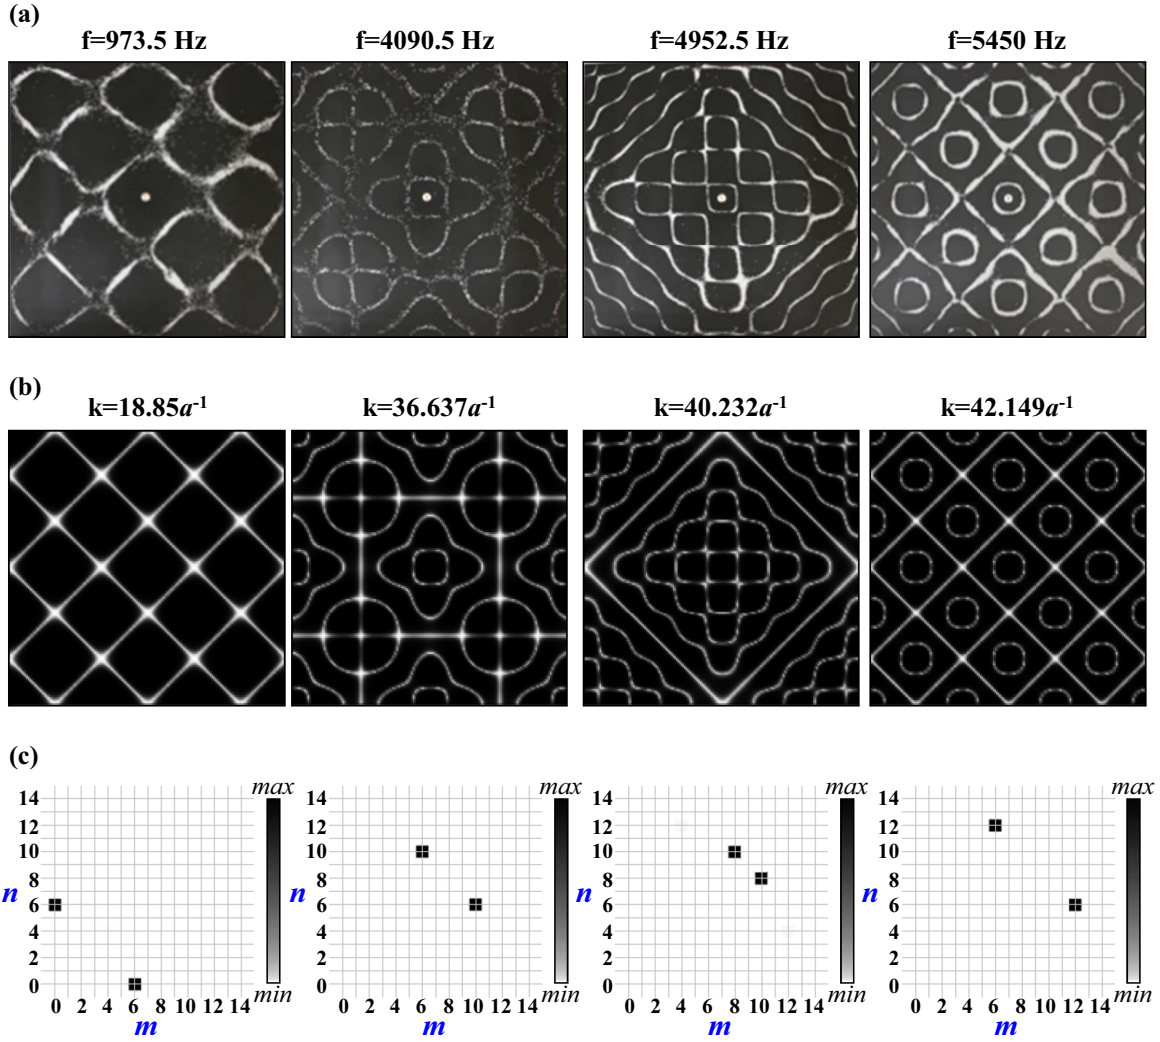 (a)
f=973.5 Hz f=4090.5 Hz f=4952.5 Hz f=5450 Hz
(b)
k=18.85a⁻¹ k=36.637a⁻¹ k=40.232a⁻¹ k=42.149a⁻¹
(c)
max max max max
14 14 14 14
12 12 12 12
10 10 10 10
8 8 8 8
n 6 n 6 n 6 n 6
4 4 4 4
2 2 2 2
0 0 0 0
min min min min
0 2 4 6 8 10 12 14 0 2 4 6 8 10 12 14 0 2 4 6 8 10 12 14 0 2 4 6 8 10 12 14
m m m m